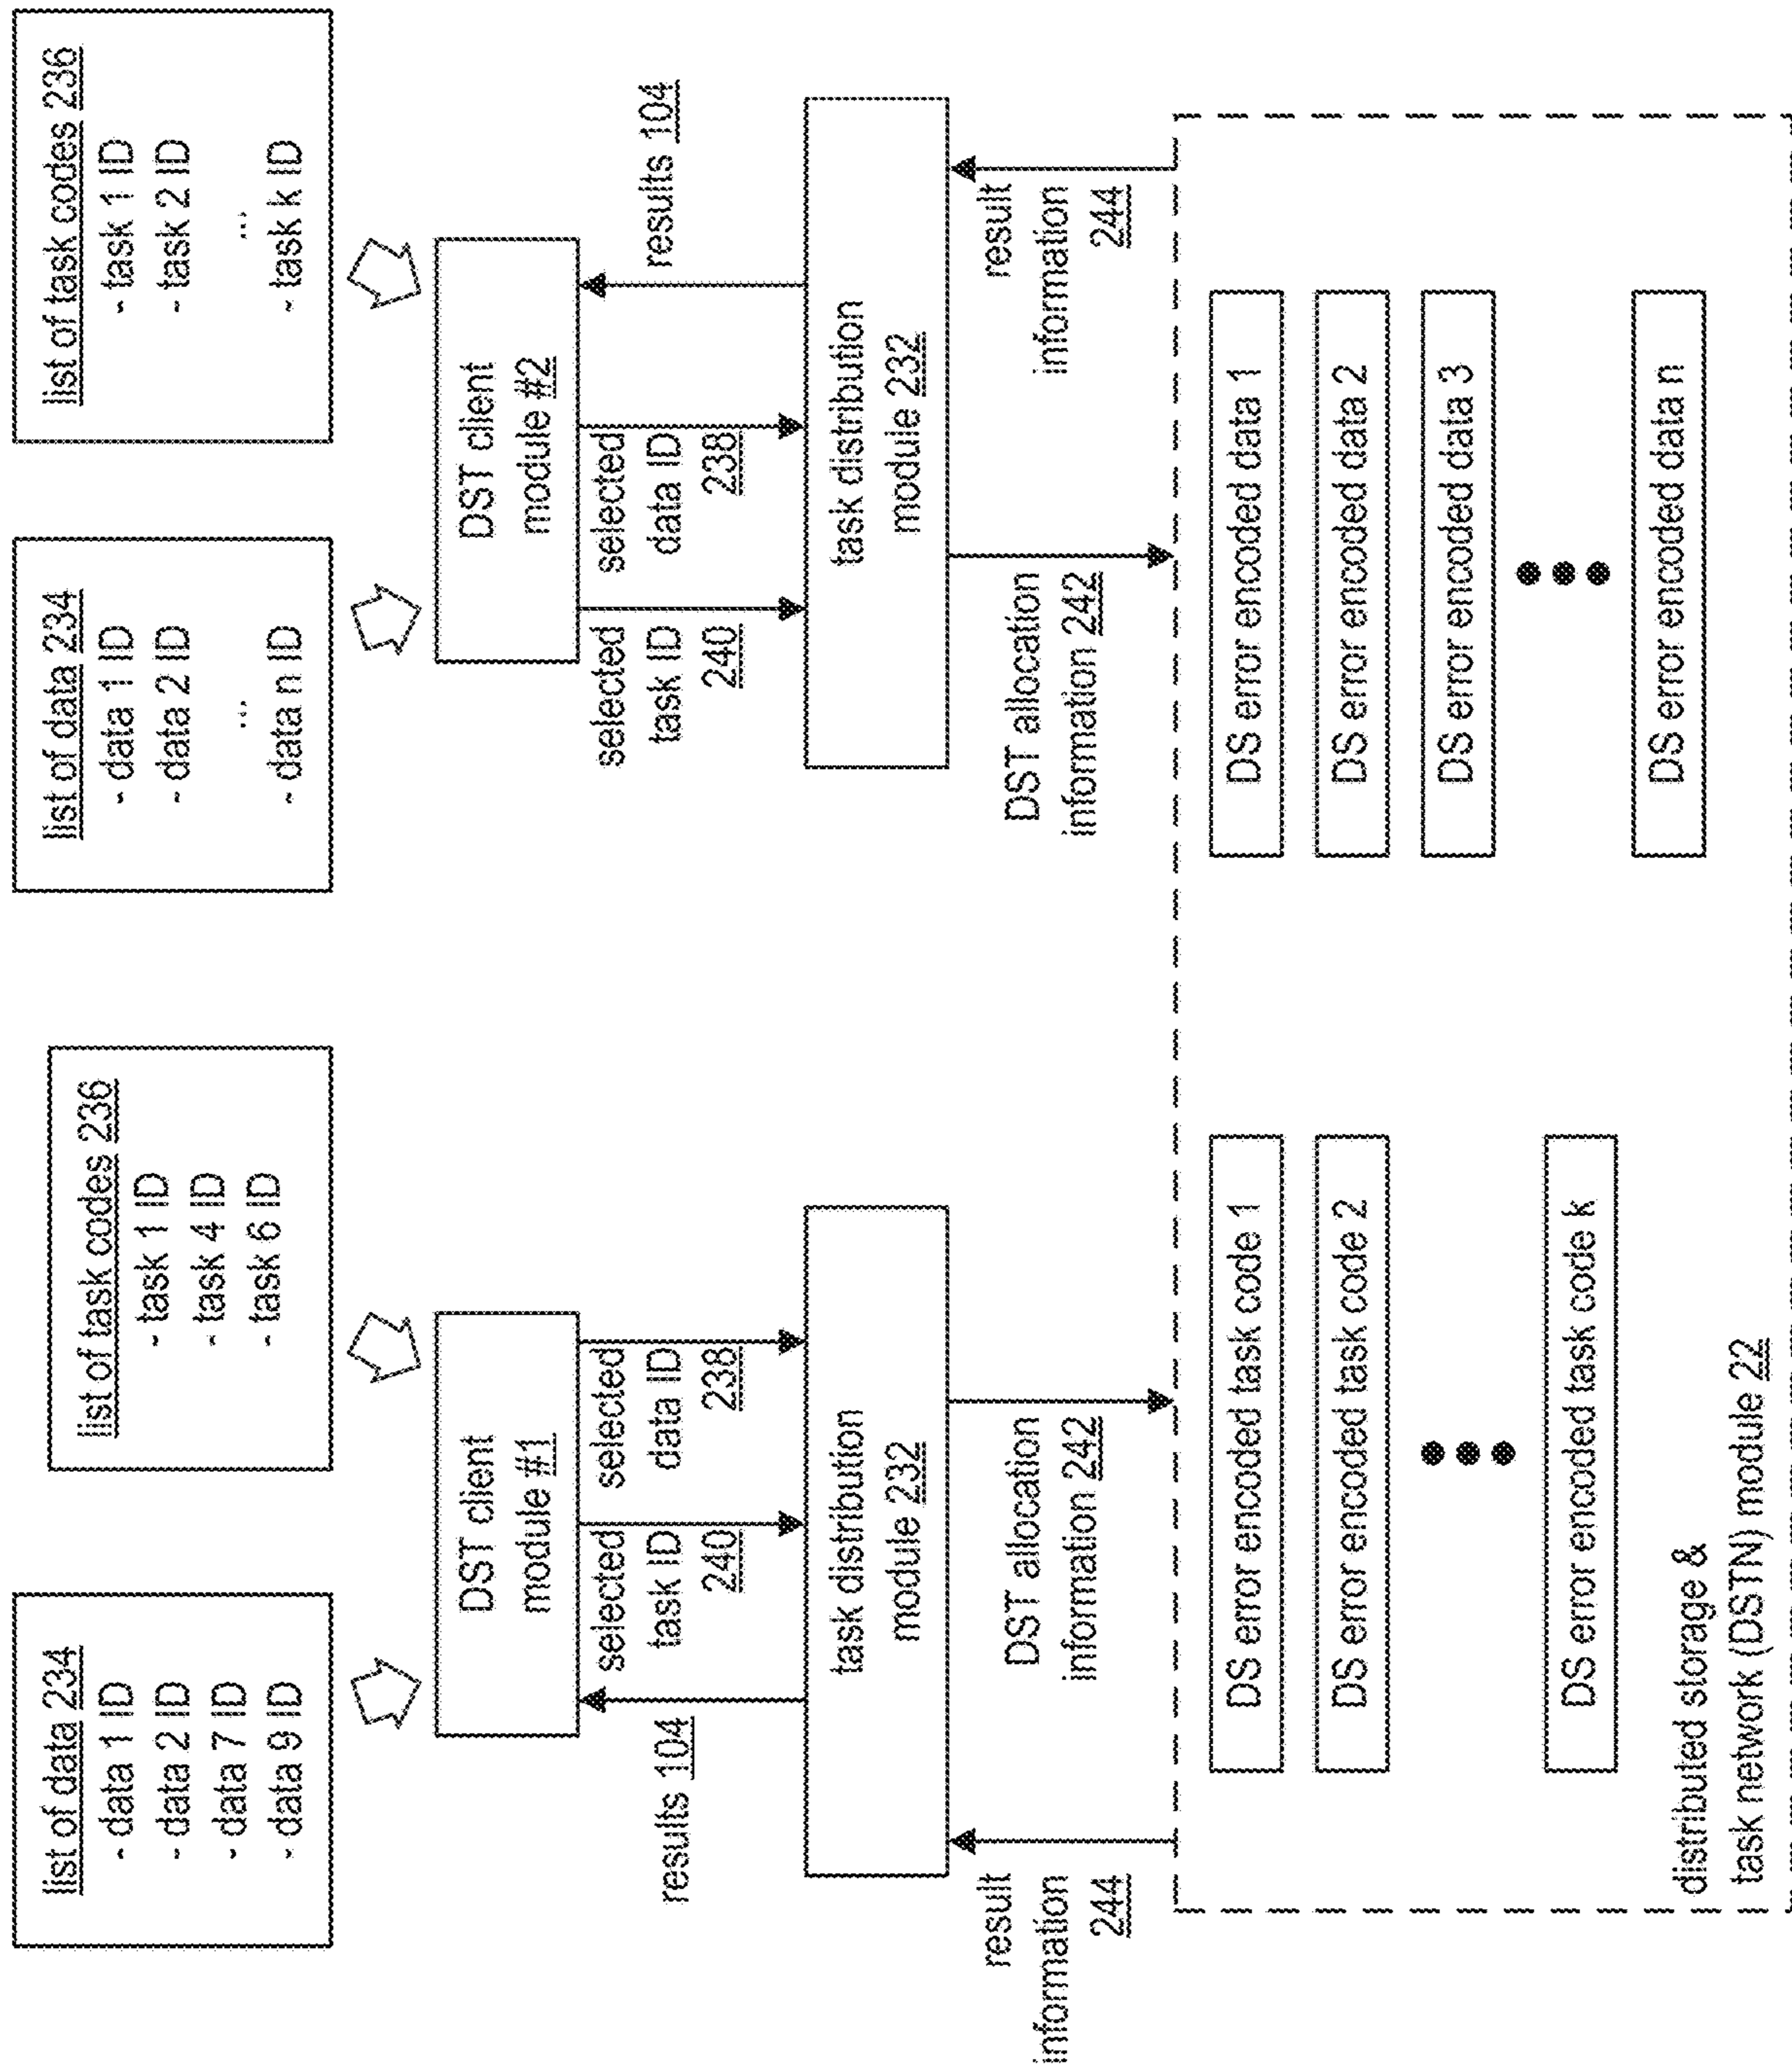 list of data 234
- data 1 ID
- data 2 ID
- data 7 ID
- data 9 ID
list of task codes 236
- task 1 ID
- task 4 ID
- task 6 ID
list of data 234
- data 1 ID
- data 2 ID
...
- data n ID
list of task codes 236
- task 1 ID
- task 2 ID
...
- task k ID
DST client
module #1
DST client
module #2
results 104
selected
task ID
240
selected
data ID
238
selected
task ID
240
selected
data ID
238
results 104
task distribution
module 232
task distribution
module 232
result
information
244
DST allocation
information 242
DST allocation
information 242
result
information
244
DS error encoded task code 1
DS error encoded task code 2
DS error encoded task code k
DS error encoded data 1
DS error encoded data 2
DS error encoded data 3
DS error encoded data n
distributed storage &
task network (DSTN) module 22